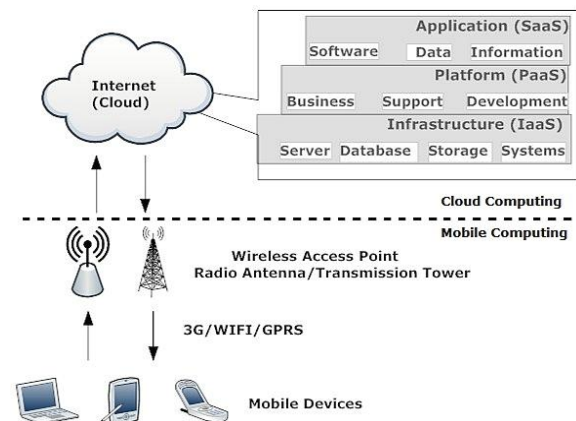 Application (SaaS)
Software Data Information
Platform (PaaS)
Business Support Development
Infrastructure (IaaS)
Server Database Storage Systems
Internet
(Cloud)
Cloud Computing
Mobile Computing
Wireless Access Point
Radio Antenna/Transmission Tower
3G/WIFI/GPRS
Mobile Devices